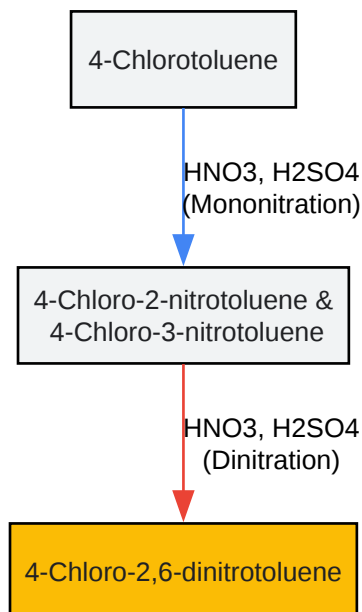 4-Chlorotoluene
HNO3, H2SO4
(Mononitration)
4-Chloro-2-nitrotoluene &
4-Chloro-3-nitrotoluene
HNO3, H2SO4
(Dinitration)
4-Chloro-2,6-dinitrotoluene